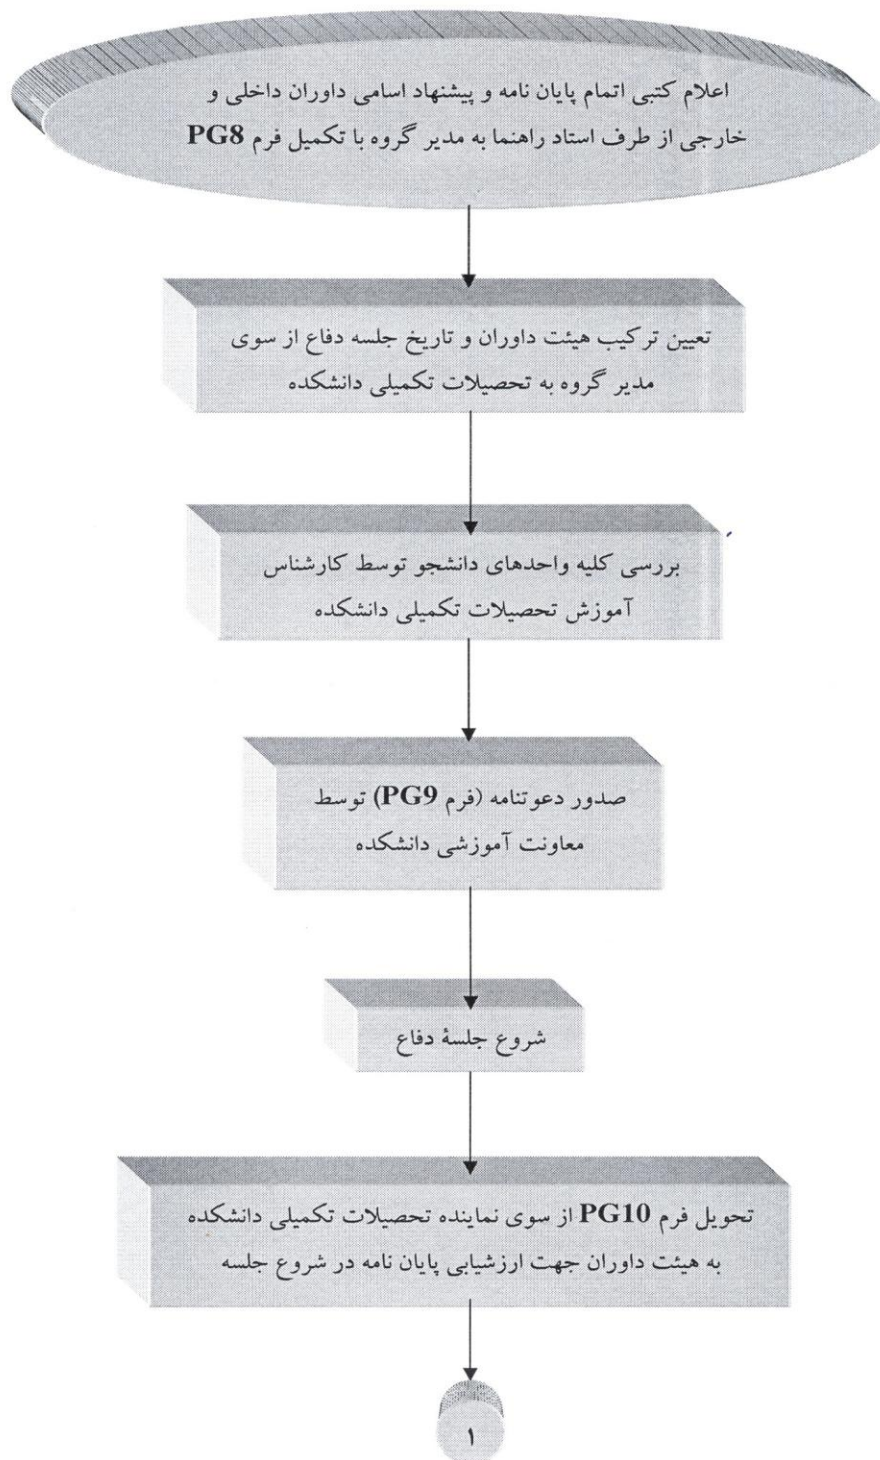 اعلام کتبی اتمام پایان نامه و پیشنهاد اسامی داوران داخلی و
خارجی از طرف استاد راهنما به مدیر گروه با تکمیل فرم PG8
تعیین ترکیب هیئت داوران و تاریخ جلسه دفاع از سوی
مدیر گروه به تحصیلات تکمیلی دانشکده
بررسی کلیه واحدهای دانشجو توسط کارشناس
آموزش تحصیلات تکمیلی دانشکده
صدور دعوتنامه (فرم PG9) توسط
معاونت آموزشی دانشکده
شروع جلسهٔ دفاع
تحویل فرم PG10 از سوی نماینده تحصیلات تکمیلی دانشکده
به هیئت داوران جهت ارزشیابی پایان نامه در شروع جلسه
۱